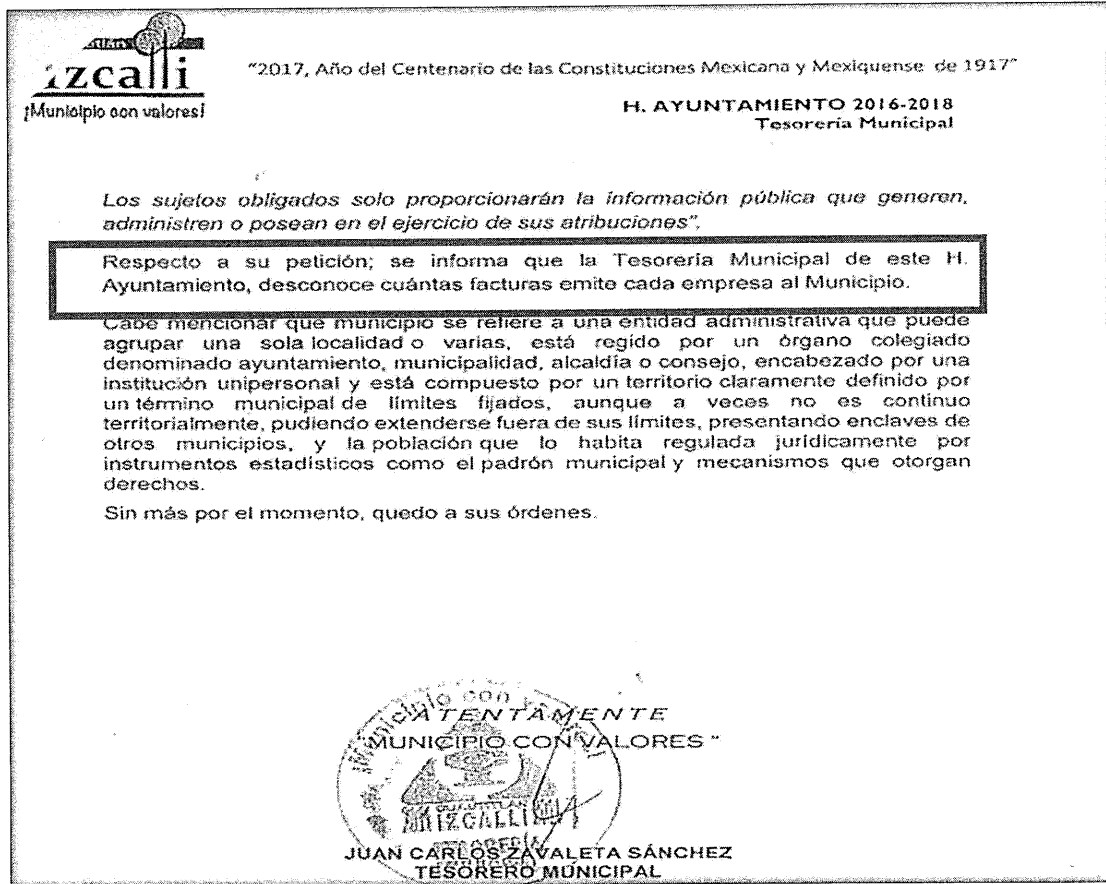 Izcalli
¡Municipio con valores!
"2017, Año del Centenario de las Constituciones Mexicana y Mexiquense de 1917"
H. AYUNTAMIENTO 2016-2018
Tesorería Municipal
Los sujetos obligados solo proporcionarán la información pública que generen,
administren o posean en el ejercicio de sus atribuciones".
Respecto a su petición; se informa que la Tesorería Municipal de este H.
Ayuntamiento, desconoce cuántas facturas emite cada empresa al Municipio.
Cabe mencionar que municipio se refiere a una entidad administrativa que puede
agrupar una sola localidad o varias, está regido por un órgano colegiado
denominado ayuntamiento, municipalidad, alcaldía o consejo, encabezado por una
institución unipersonal y está compuesto por un territorio claramente definido por
un término municipal de límites fijados, aunque a veces no es continuo
territorialmente, pudiendo extenderse fuera de sus límites, presentando enclaves de
otros municipios, y la población que lo habita regulada jurídicamente por
instrumentos estadísticos como el padrón municipal y mecanismos que otorgan
derechos.
Sin más por el momento, quedo a sus órdenes.
¡Municipio con valores!
ATENTAMENTE
MUNICIPIO CON VALORES "
IZCALLI
JUAN CARLOS ZAVALETA SÁNCHEZ
TESORERO MUNICIPAL